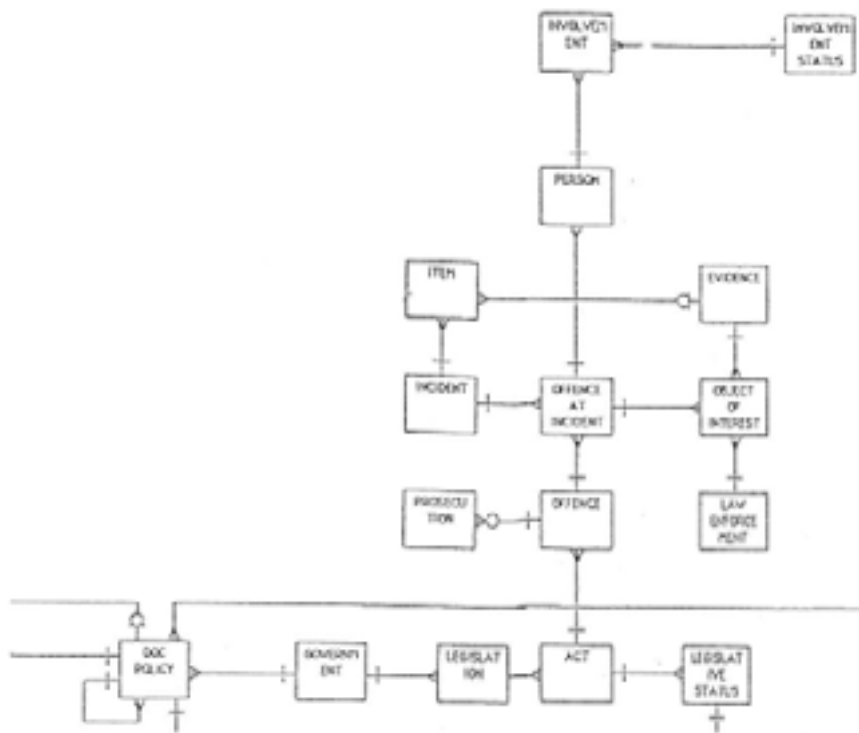 INVOLVEM
ENT
INVOLVEM
ENT
STATUS
PERSON
ITEM
EVIDENCE
INCIDENT
OFFENCE
AT
INCIDENT
OBJECT
OF
INTEREST
PROSECU
TION
OFFENCE
LAW
ENFORCE
MENT
DOC
POLICY
GOVERNM
ENT
LEGISLAT
ION
ACT
LEGISLAT
IVE
STATUS